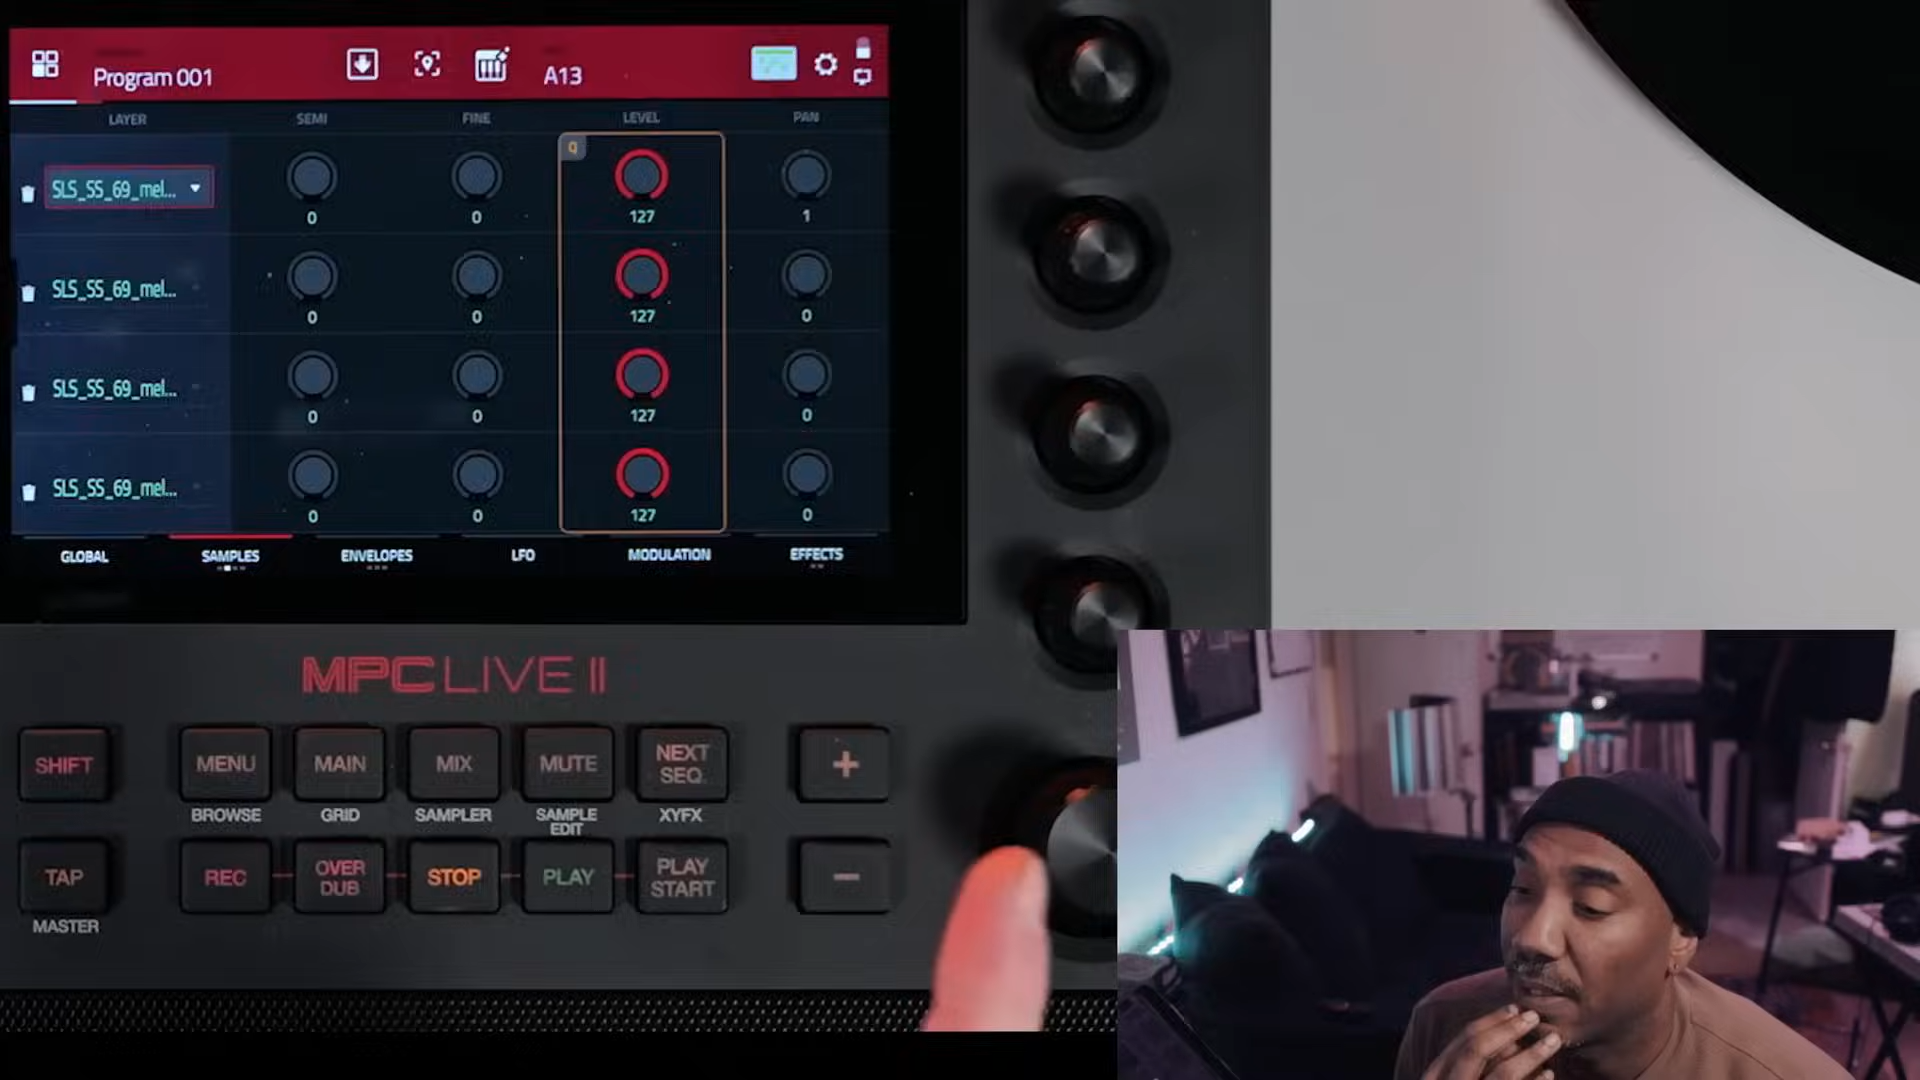 Program 001
A13
LAYER SEMI FINE LEVEL PAN
Q
SLS_SS_69_mel...
0 0 127 1
SLS_SS_69_mel...
0 0 127 0
SLS_SS_69_mel...
0 0 127 0
SLS_SS_69_mel...
0 0 127 0
GLOBAL SAMPLES ENVELOPES LFO MODULATION EFFECTS
MPC LIVE II
SHIFT
MENU
MAIN
MIX
MUTE
NEXT
SEQ
+
BROWSE
GRID
SAMPLER
SAMPLE
EDIT
XYFX
TAP
REC
OVER
DUB
STOP
PLAY
PLAY
START
−
MASTER